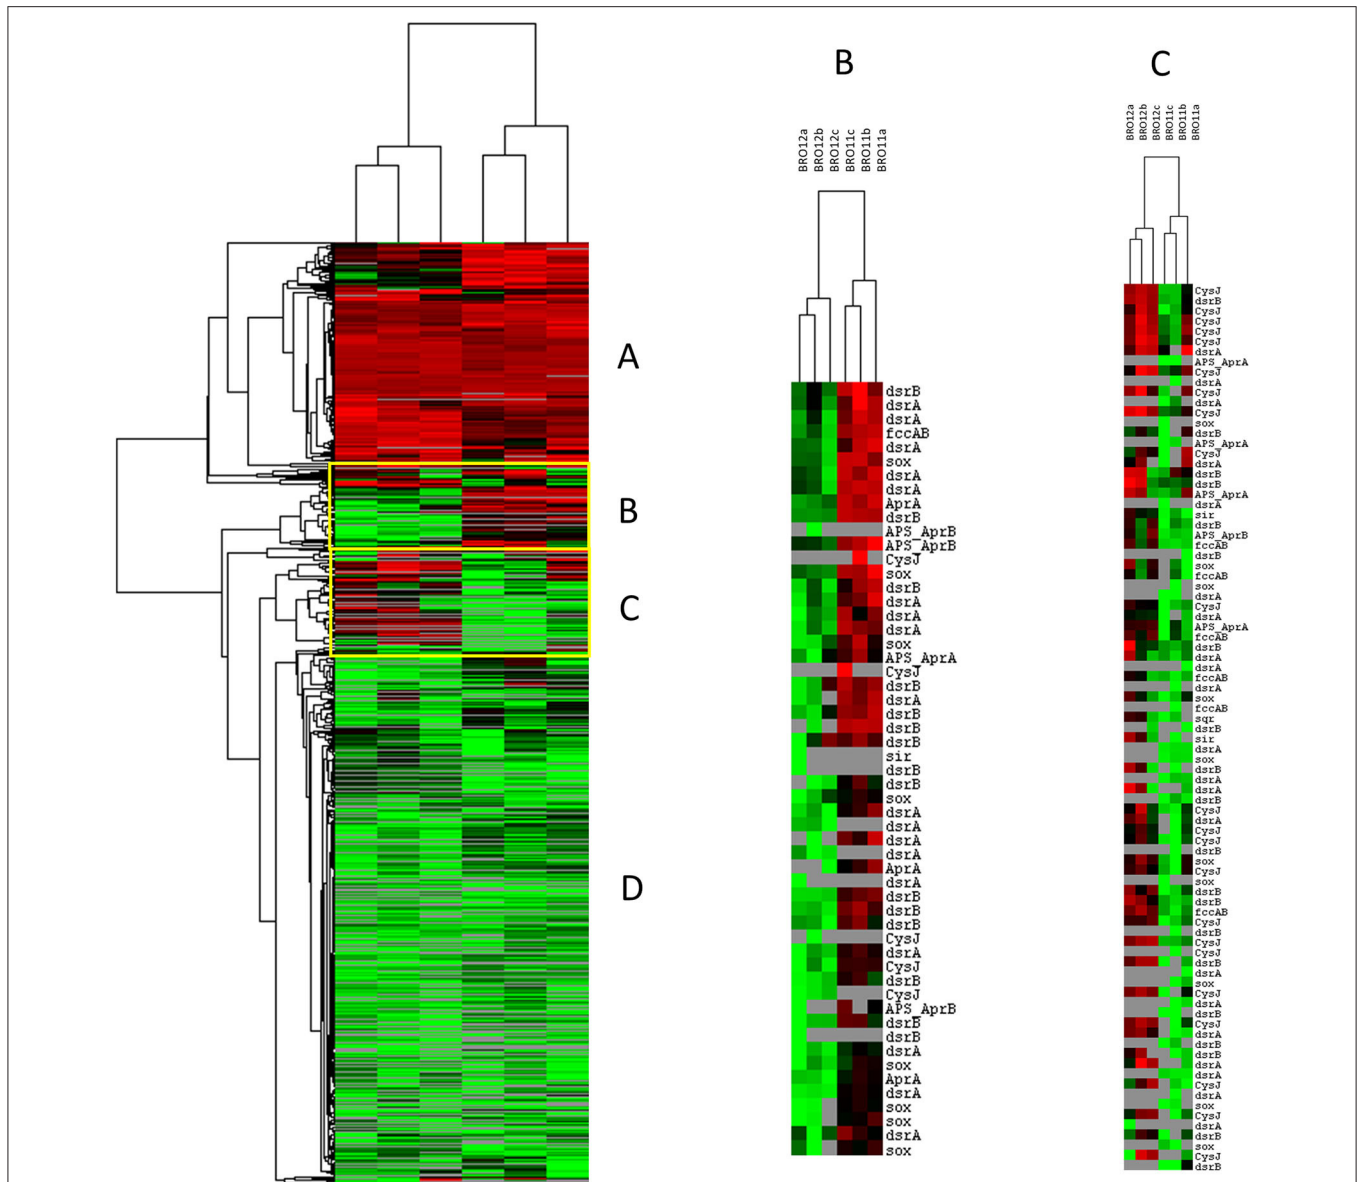 A
B
C
D
B
BRO12a
BRO12b
BRO12c
BRO11c
BRO11b
BRO11a
dsrB
dsrA
dsrA
fccAB
dsrA
sox
dsrA
dsrA
AprA
dsrB
APS_AprB
APS_AprB
CysJ
sox
dsrB
dsrA
dsrA
dsrA
sox
APS_AprA
CysJ
dsrB
dsrA
dsrB
dsrB
dsrB
sir
dsrB
dsrB
sox
dsrA
dsrA
dsrA
dsrA
AprA
dsrA
dsrB
dsrB
dsrB
CysJ
dsrA
CysJ
dsrB
CysJ
APS_AprB
dsrB
dsrB
dsrA
sox
AprA
dsrA
sox
sox
dsrA
sox
C
BRO12a
BRO12b
BRO12c
BRO11c
BRO11b
BRO11a
CysJ
dsrB
CysJ
CysJ
CysJ
CysJ
dsrA
APS_AprA
CysJ
dsrA
CysJ
dsrA
CysJ
sox
dsrB
APS_AprA
CysJ
dsrA
dsrB
dsrB
APS_AprA
dsrA
sir
dsrB
APS_AprB
fccAB
dsrB
sox
fccAB
sox
dsrA
CysJ
dsrA
APS_AprA
fccAB
dsrB
dsrA
dsrA
fccAB
dsrA
sox
fccAB
sqr
dsrB
sir
dsrA
sox
dsrB
dsrA
dsrA
dsrB
CysJ
dsrA
CysJ
CysJ
dsrB
sox
CysJ
sox
dsrB
dsrB
fccAB
CysJ
dsrB
CysJ
CysJ
dsrB
dsrA
sox
CysJ
dsrA
dsrB
CysJ
dsrA
dsrB
dsrB
dsrA
dsrA
CysJ
dsrA
sox
CysJ
dsrA
dsrB
sox
CysJ
dsrB